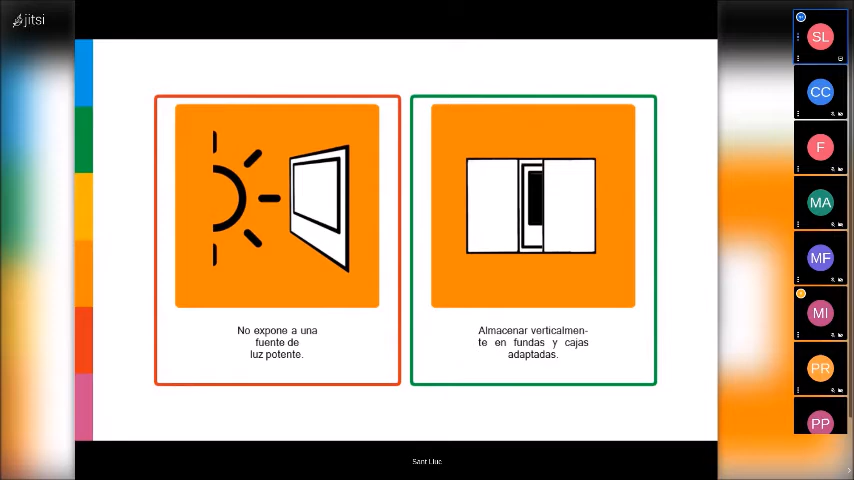 jitsi
SL
CC
F
MA
MF
MI
PR
PP
No expone a una
fuente de
luz potente.
Almacenar verticalmen-
te en fundas y cajas
adaptadas.
Sant Lluc